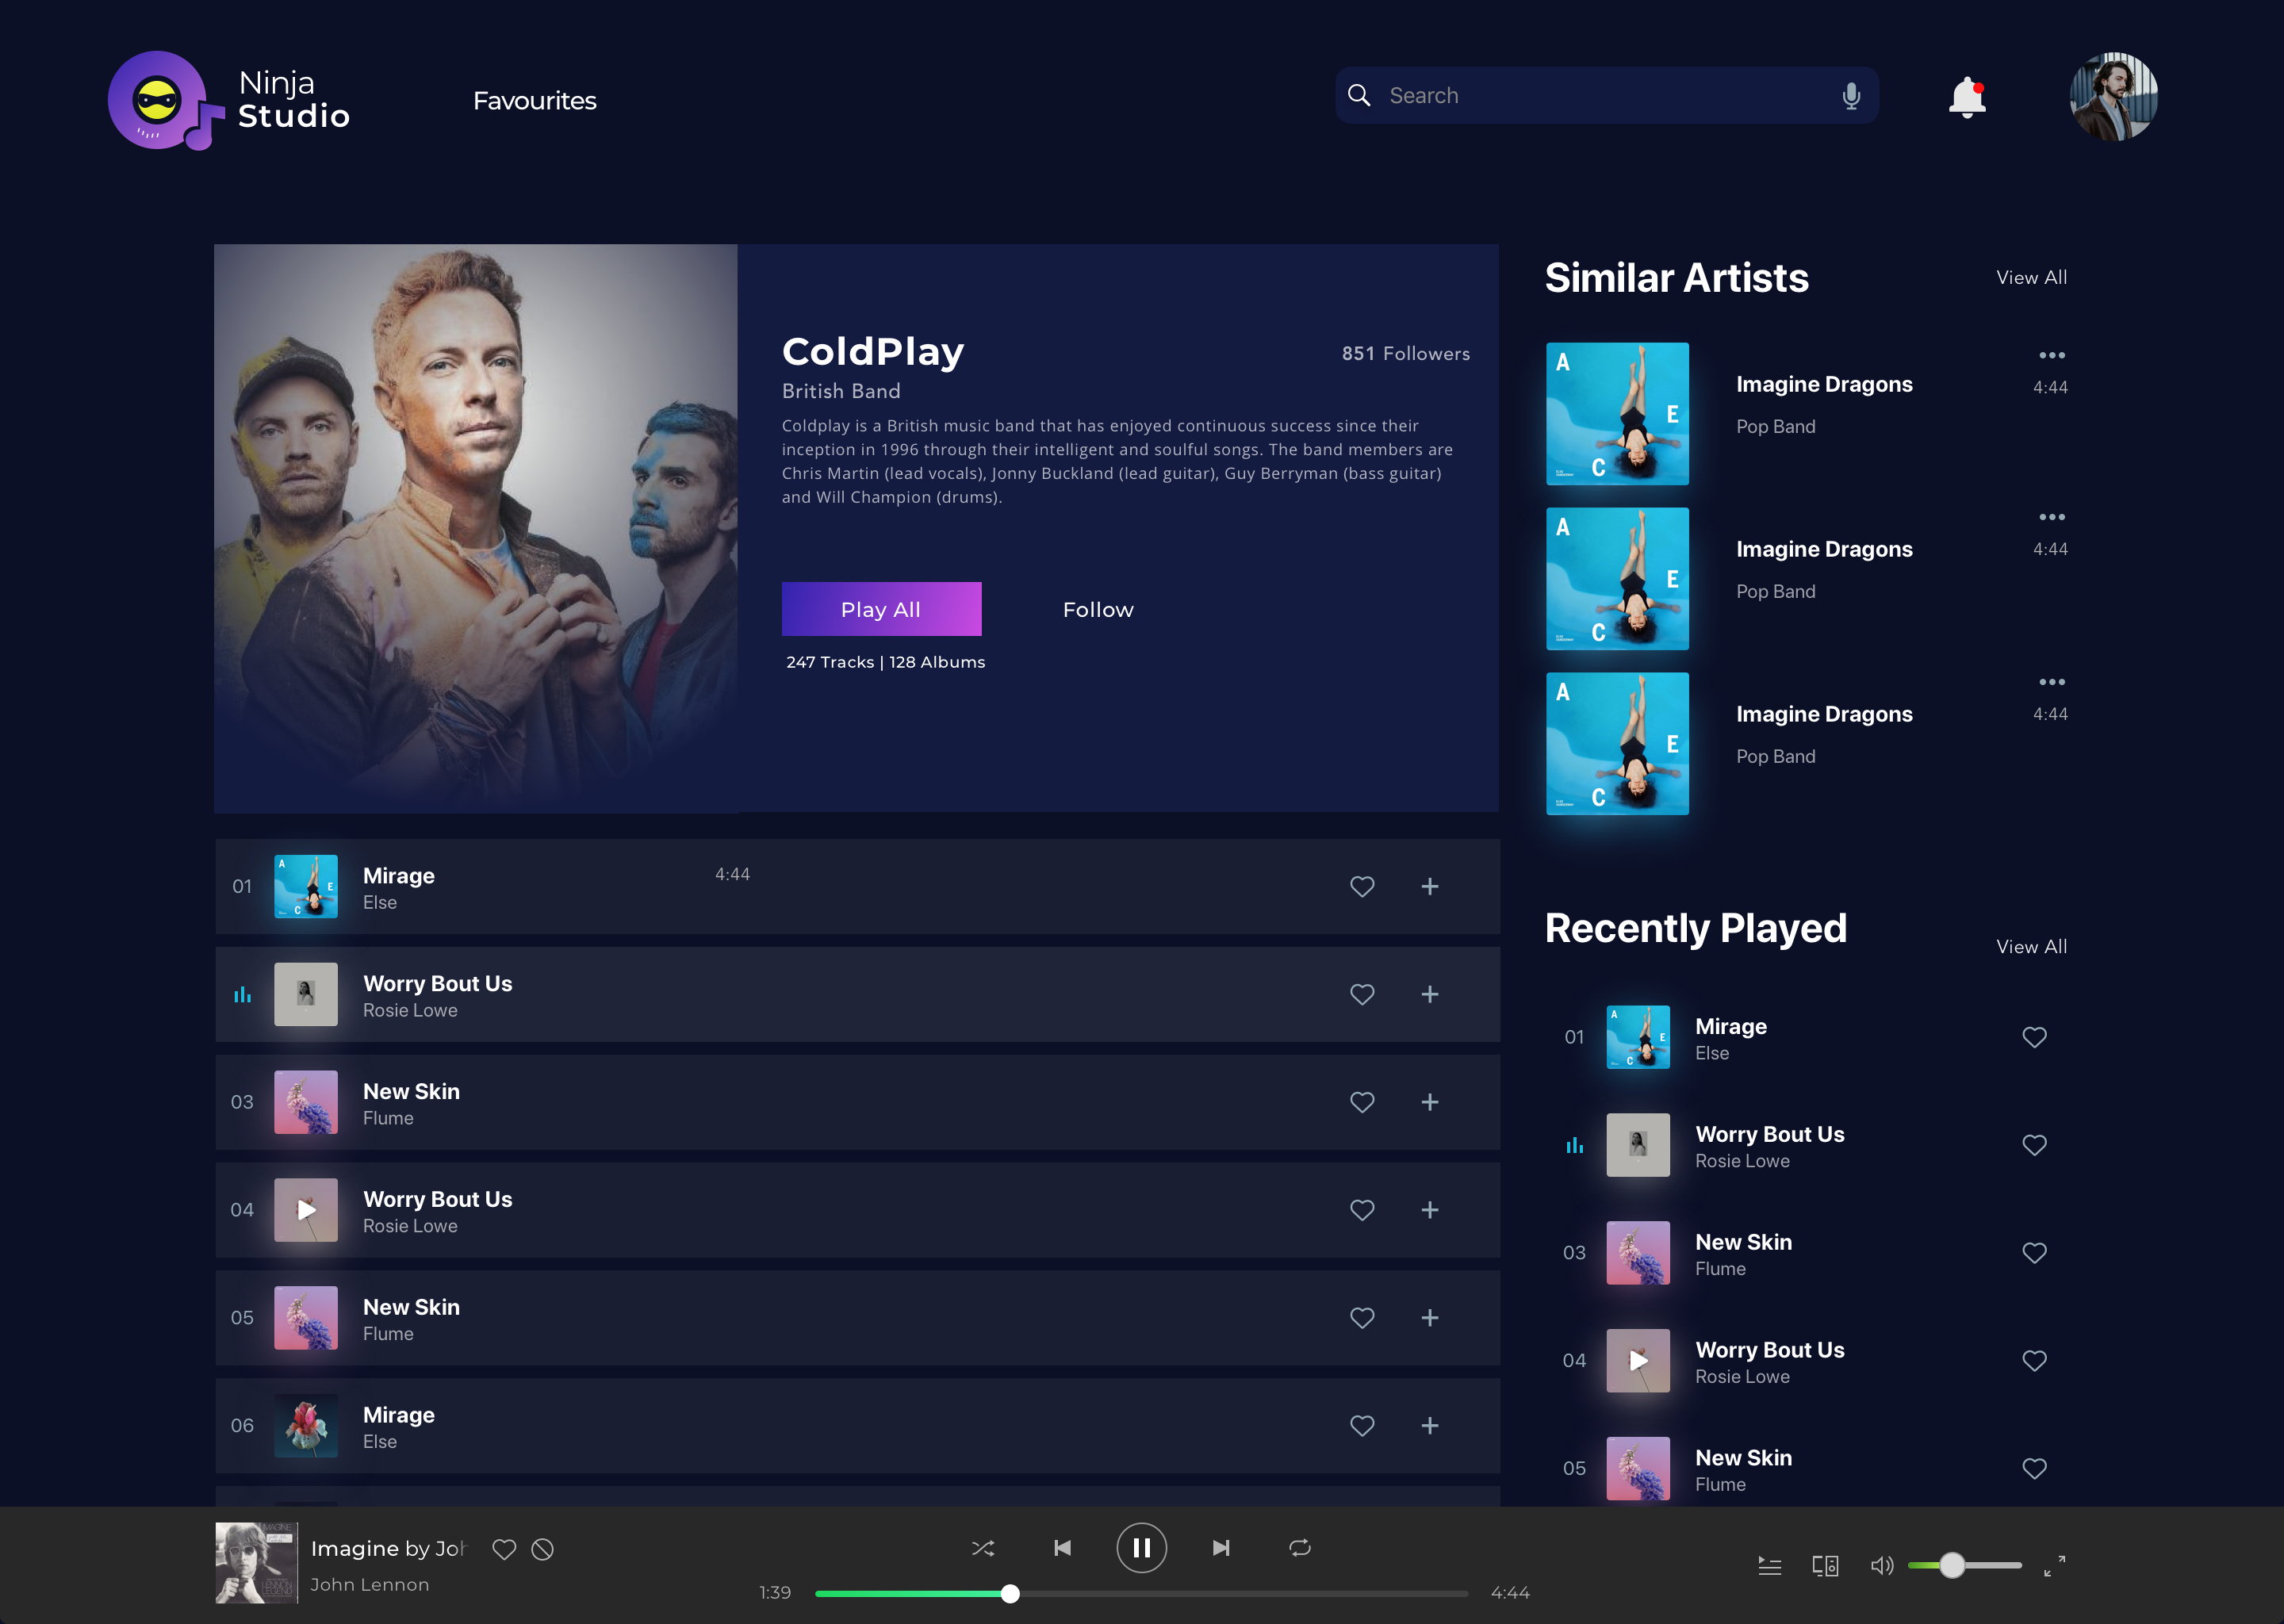 Ninja
Studio
Favourites
Search
ColdPlay
851 Followers
British Band
Coldplay is a British music band that has enjoyed continuous success since their
inception in 1996 through their intelligent and soulful songs. The band members are
Chris Martin (lead vocals), Jonny Buckland (lead guitar), Guy Berryman (bass guitar)
and Will Champion (drums).
Play All
Follow
247 Tracks | 128 Albums
Similar Artists
View All
A
E
C
Imagine Dragons
4:44
Pop Band
A
E
C
Imagine Dragons
4:44
Pop Band
A
E
C
Imagine Dragons
4:44
Pop Band
01
A
E
C
Mirage
4:44
Else
Worry Bout Us
Rosie Lowe
03
New Skin
Flume
04
Worry Bout Us
Rosie Lowe
05
New Skin
Flume
06
Mirage
Else
Recently Played
View All
01
A
E
C
Mirage
Else
Worry Bout Us
Rosie Lowe
03
New Skin
Flume
04
Worry Bout Us
Rosie Lowe
05
New Skin
Flume
IMAGINE
Imagine by Joh
John Lennon
1:39
4:44